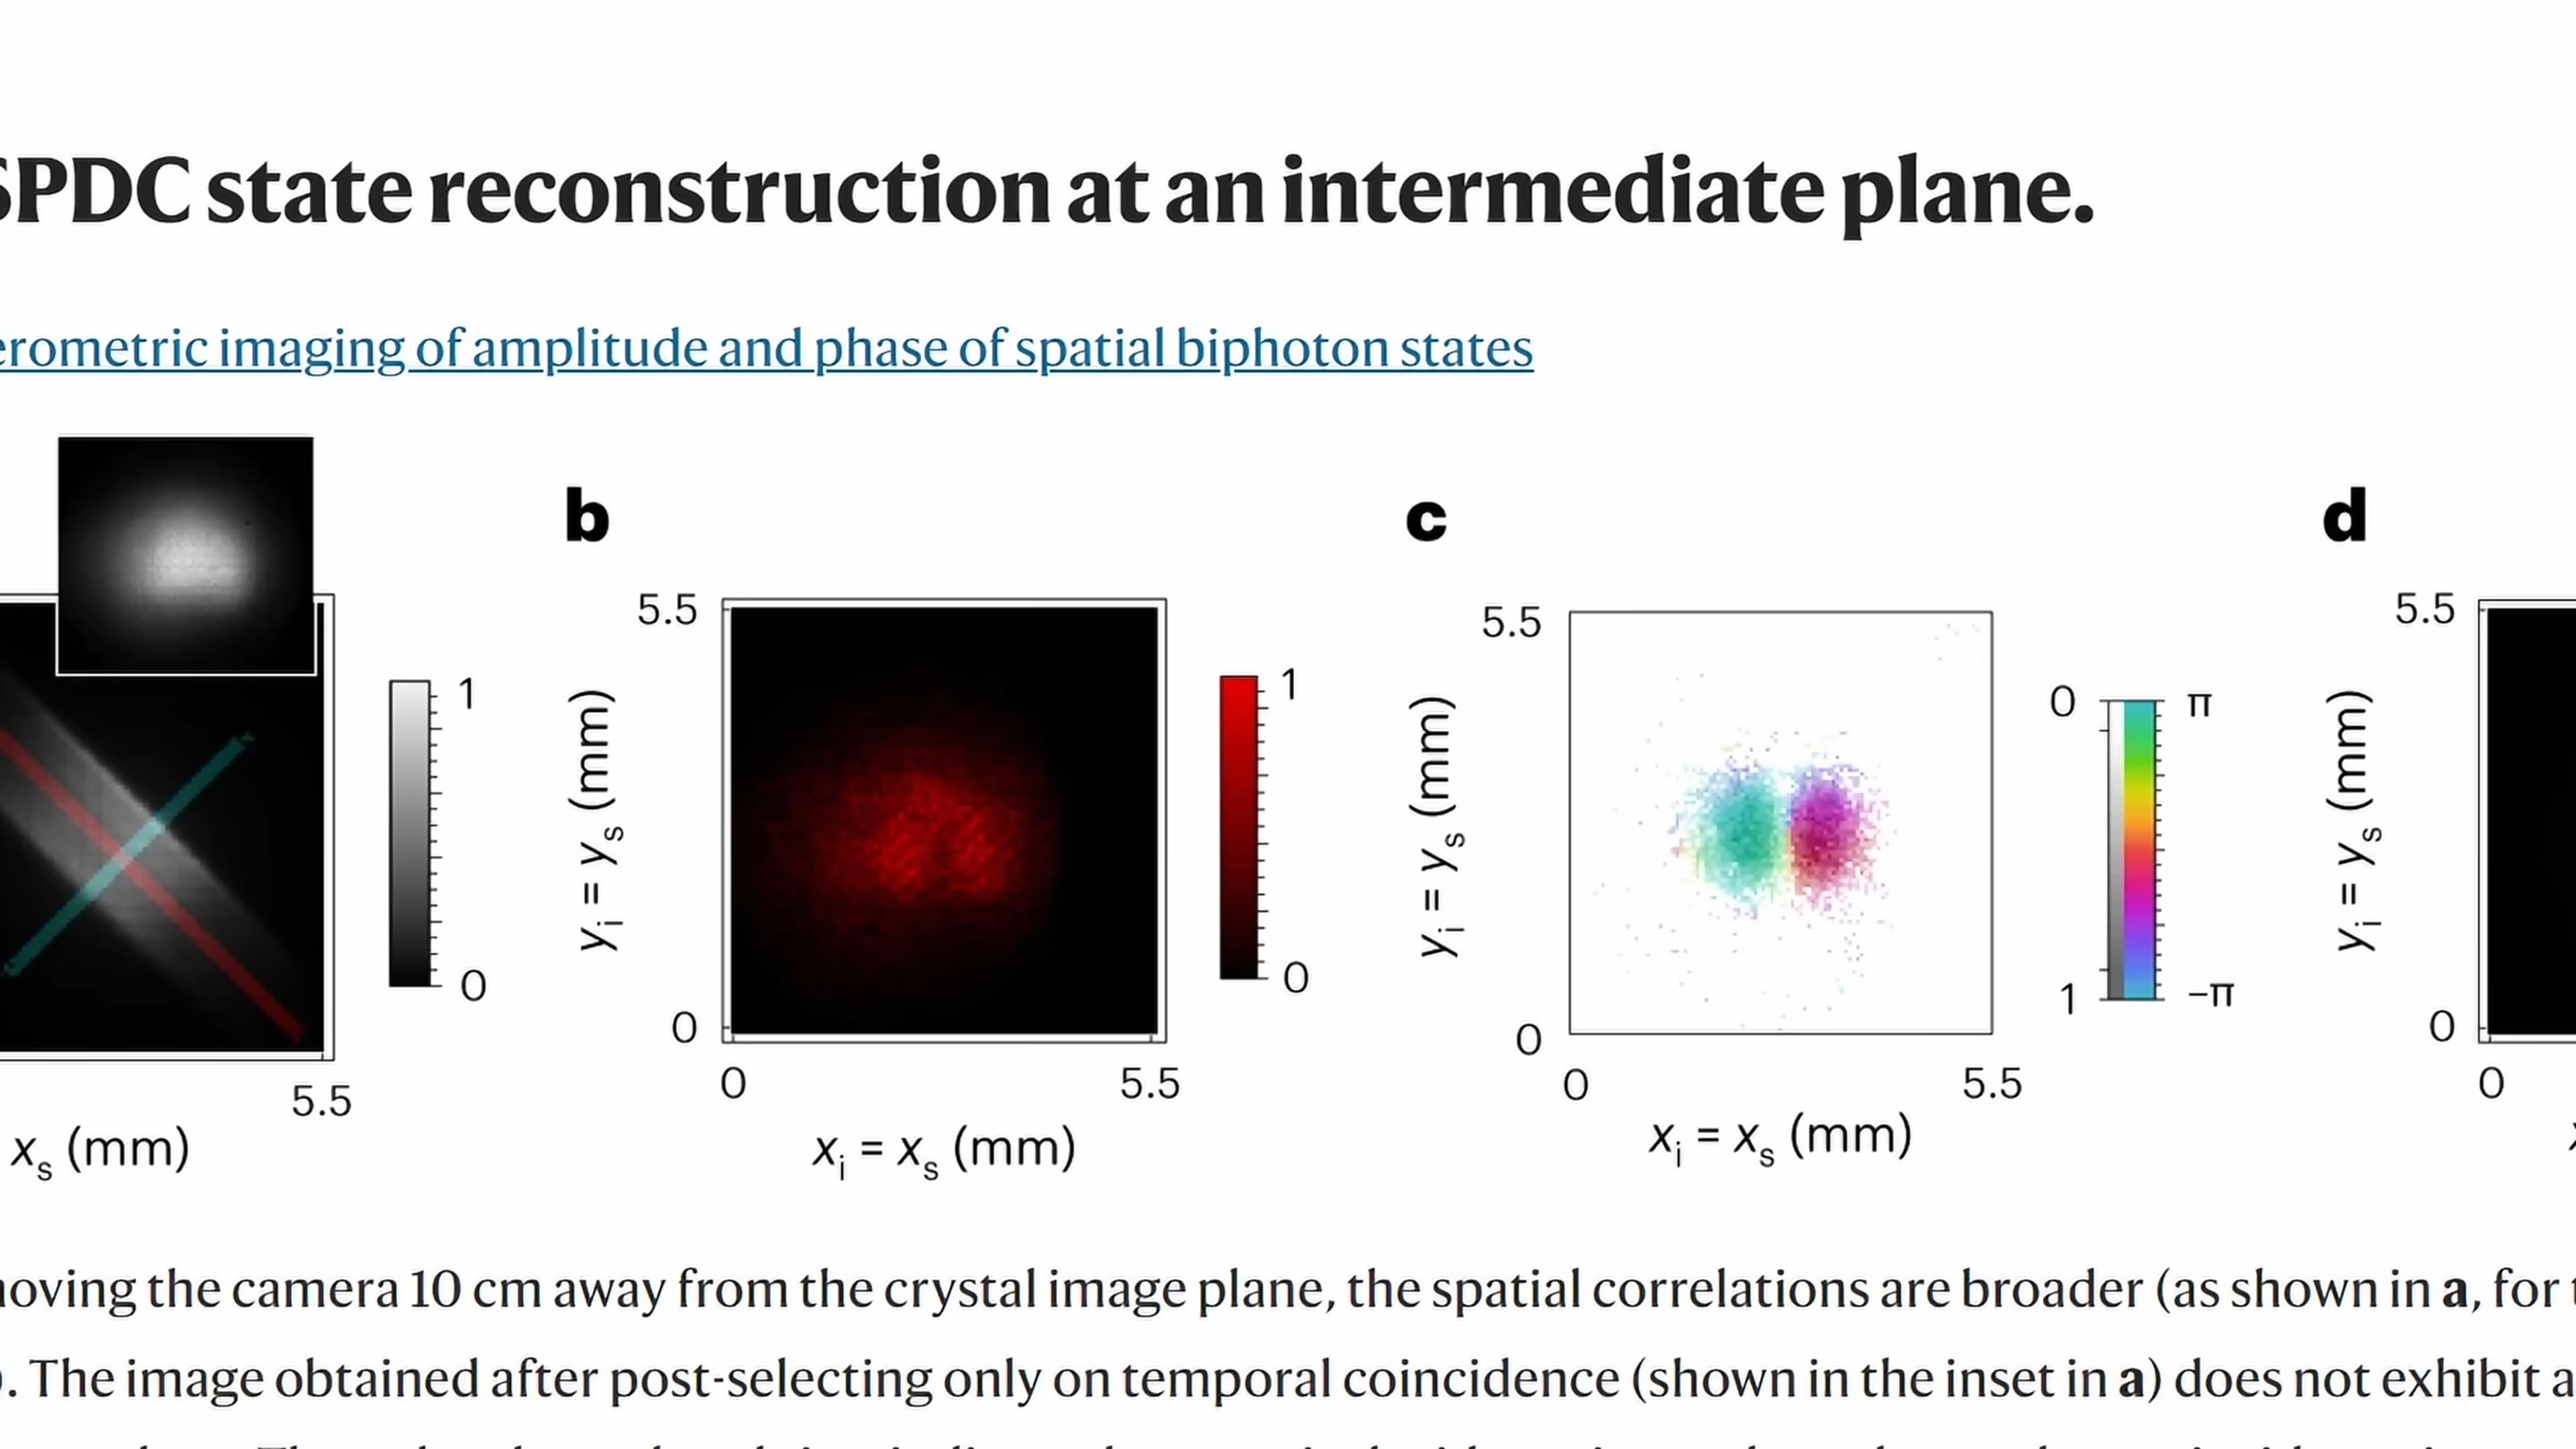 SPDC state reconstruction at an intermediate plane.
erometric imaging of amplitude and phase of spatial biphoton states
b
c
d
5.5
5.5
5.5
1
1
0
π
y_i = y_s (mm)
y_i = y_s (mm)
y_i = y_s (mm)
0
0
1
−π
0
0
0
5.5
0
5.5
0
5.5
0
x_s (mm)
x_i = x_s (mm)
x_i = x_s (mm)
noving the camera 10 cm away from the crystal image plane, the spatial correlations are broader (as shown in a, for t
). The image obtained after post-selecting only on temporal coincidence (shown in the inset in a) does not exhibit a